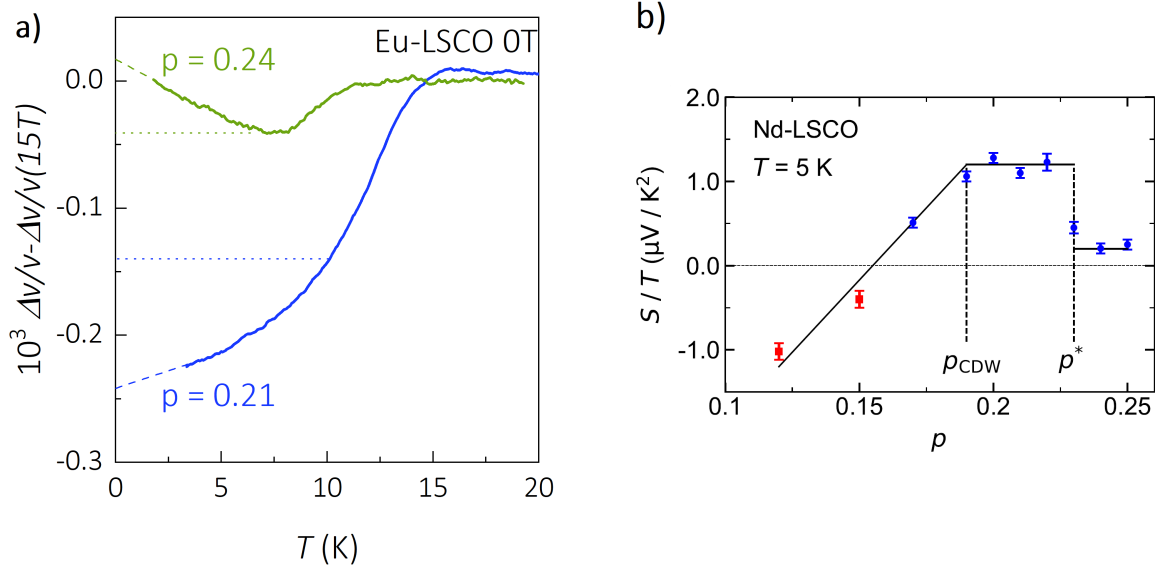 a)
Eu-LSCO 0T
p = 0.24
p = 0.21
10³ Δv/v-Δv/v(15T)
0.0
-0.1
-0.2
-0.3
0 5 10 15 20
T (K)
b)
Nd-LSCO
T = 5 K
S / T (μV / K²)
2.0
1.0
0.0
-1.0
pCDW
p*
0.1 0.15 0.2 0.25
p